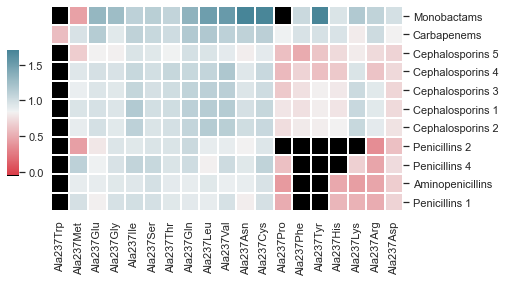 Monobactams
Carbapenems
Cephalosporins 5
Cephalosporins 4
Cephalosporins 3
Cephalosporins 1
Cephalosporins 2
Penicillins 2
Penicillins 4
Aminopenicillins
Penicillins 1
1.5
1.0
0.5
0.0
Ala237Trp
Ala237Met
Ala237Glu
Ala237Gly
Ala237Ile
Ala237Ser
Ala237Thr
Ala237Gln
Ala237Leu
Ala237Val
Ala237Asn
Ala237Cys
Ala237Pro
Ala237Phe
Ala237Tyr
Ala237His
Ala237Lys
Ala237Arg
Ala237Asp